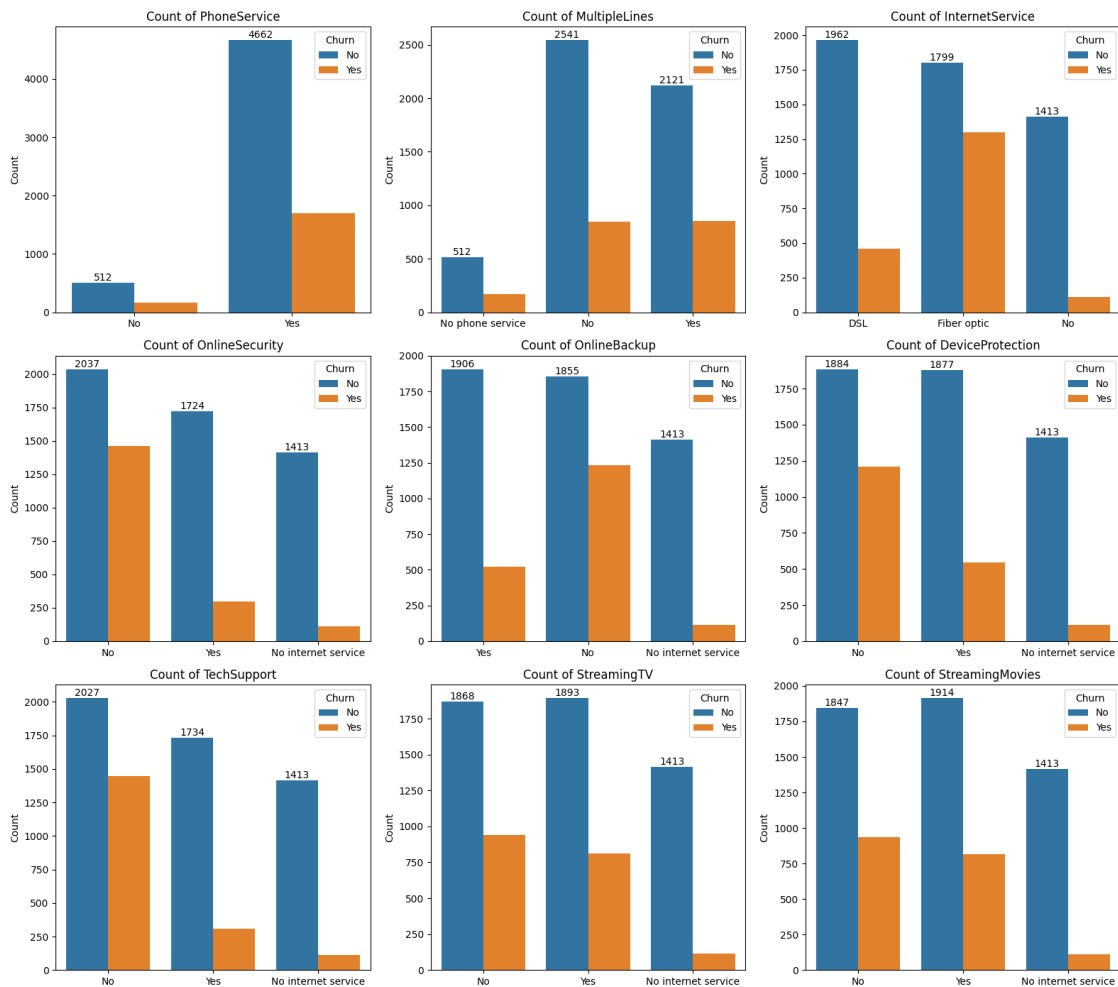 Count of PhoneService
4662
Churn
No
Yes
512
4000
3000
2000
1000
0
Count
No
Yes
Count of MultipleLines
2541
Churn
No
Yes
2121
512
2500
2000
1500
1000
500
0
Count
No phone service
No
Yes
Count of InternetService
1962
1799
1413
Churn
No
Yes
2000
1750
1500
1250
1000
750
500
250
0
Count
DSL
Fiber optic
No
Count of OnlineSecurity
2037
1724
1413
Churn
No
Yes
2000
1750
1500
1250
1000
750
500
250
0
Count
No
Yes
No internet service
Count of OnlineBackup
1906
1855
1413
Churn
No
Yes
2000
1750
1500
1250
1000
750
500
250
0
Count
Yes
No
No internet service
Count of DeviceProtection
1884
1877
1413
Churn
No
Yes
1750
1500
1250
1000
750
500
250
0
Count
No
Yes
No internet service
Count of TechSupport
2027
1734
1413
Churn
No
Yes
2000
1750
1500
1250
1000
750
500
250
0
Count
No
Yes
No internet service
Count of StreamingTV
1868
1893
1413
Churn
No
Yes
1750
1500
1250
1000
750
500
250
0
Count
No
Yes
No internet service
Count of StreamingMovies
1847
1914
1413
Churn
No
Yes
2000
1750
1500
1250
1000
750
500
250
0
Count
No
Yes
No internet service